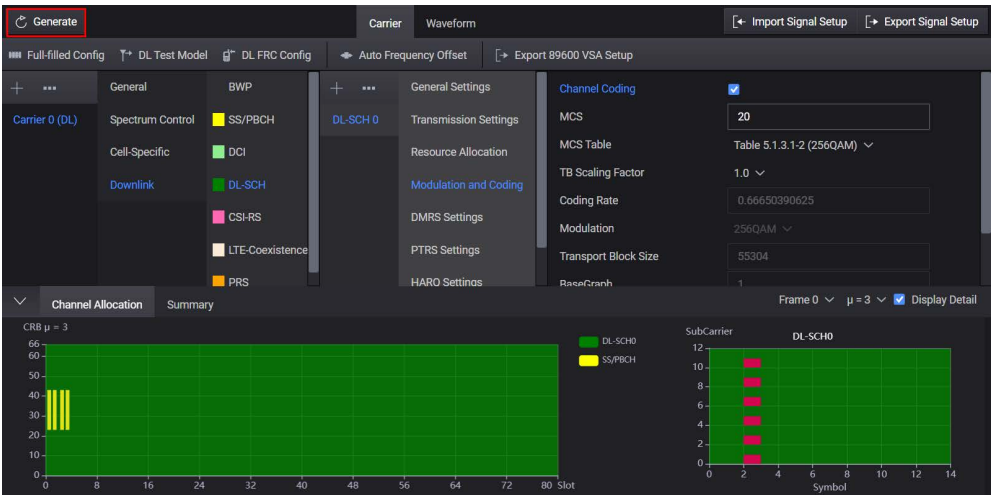 Generate
Carrier Waveform
Import Signal Setup Export Signal Setup
Full-filled Config DL Test Model DL FRC Config Auto Frequency Offset Export 89600 VSA Setup
General BWP General Settings Channel Coding
Carrier 0 (DL) Spectrum Control SS/PBCH DL-SCH 0 Transmission Settings MCS 20
Cell-Specific DCI Resource Allocation MCS Table Table 5.1.3.1-2 (256QAM)
TB Scaling Factor 1.0
Downlink DL-SCH Modulation and Coding Coding Rate 0.66650390625
CSI-RS DMRS Settings Modulation 256QAM
LTE-Coexistence PTRS Settings Transport Block Size 55304
PRS HARQ Settings BaseGraph 1
Channel Allocation Summary Frame 0 μ = 3 Display Detail
CRB μ = 3
66
60
50
40
30
20
10
0
0 8 16 24 32 40 48 56 64 72 80 Slot
DL-SCH0
SS/PBCH
SubCarrier DL-SCH0
12
10
8
6
4
2
0
0 2 4 6 8 10 12 14
Symbol